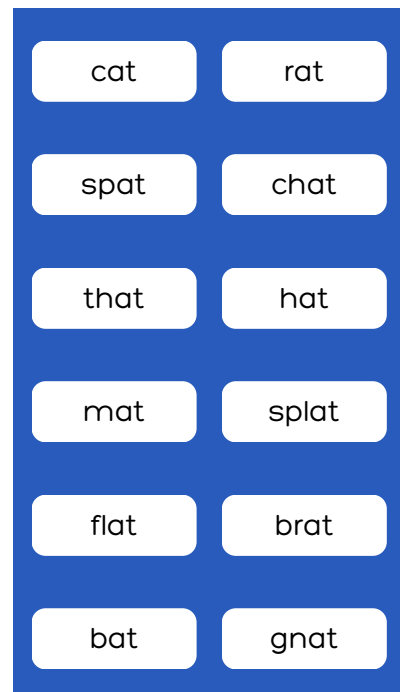 cat rat
spat chat
that hat
mat splat
flat brat
bat gnat